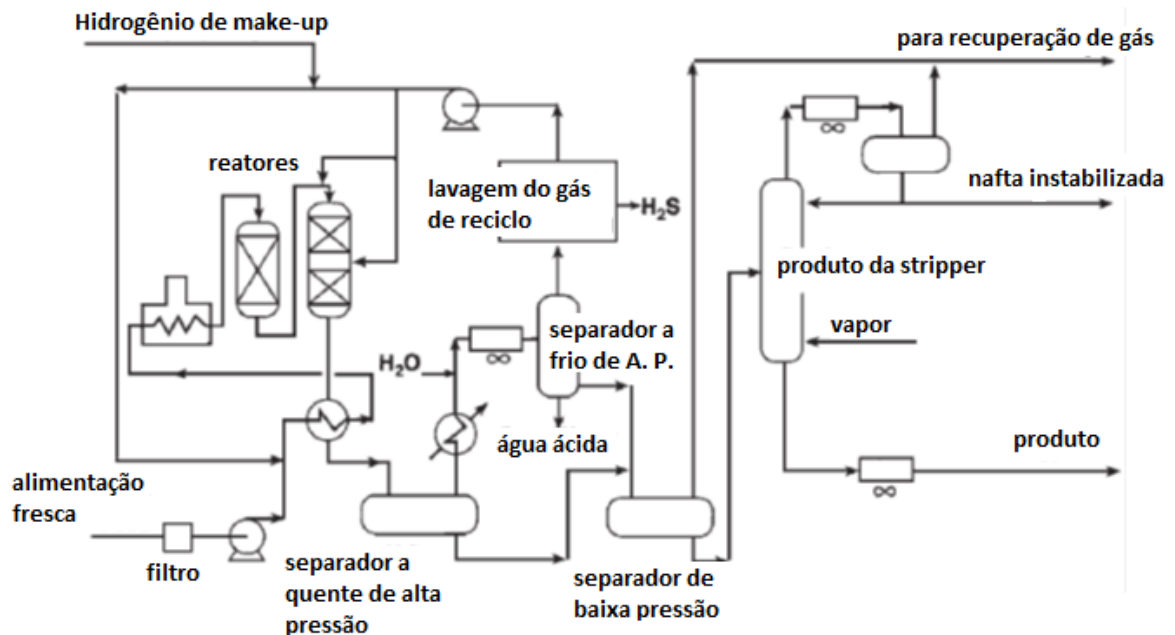 Hidrogênio de make-up
para recuperação de gás
reatores
lavagem do gás
de reciclo
H₂S
nafta instabilizada
produto da stripper
vapor
H₂O
separador a
frio de A. P.
água ácida
produto
alimentação
fresca
filtro
separador a
quente de alta
pressão
separador de
baixa pressão